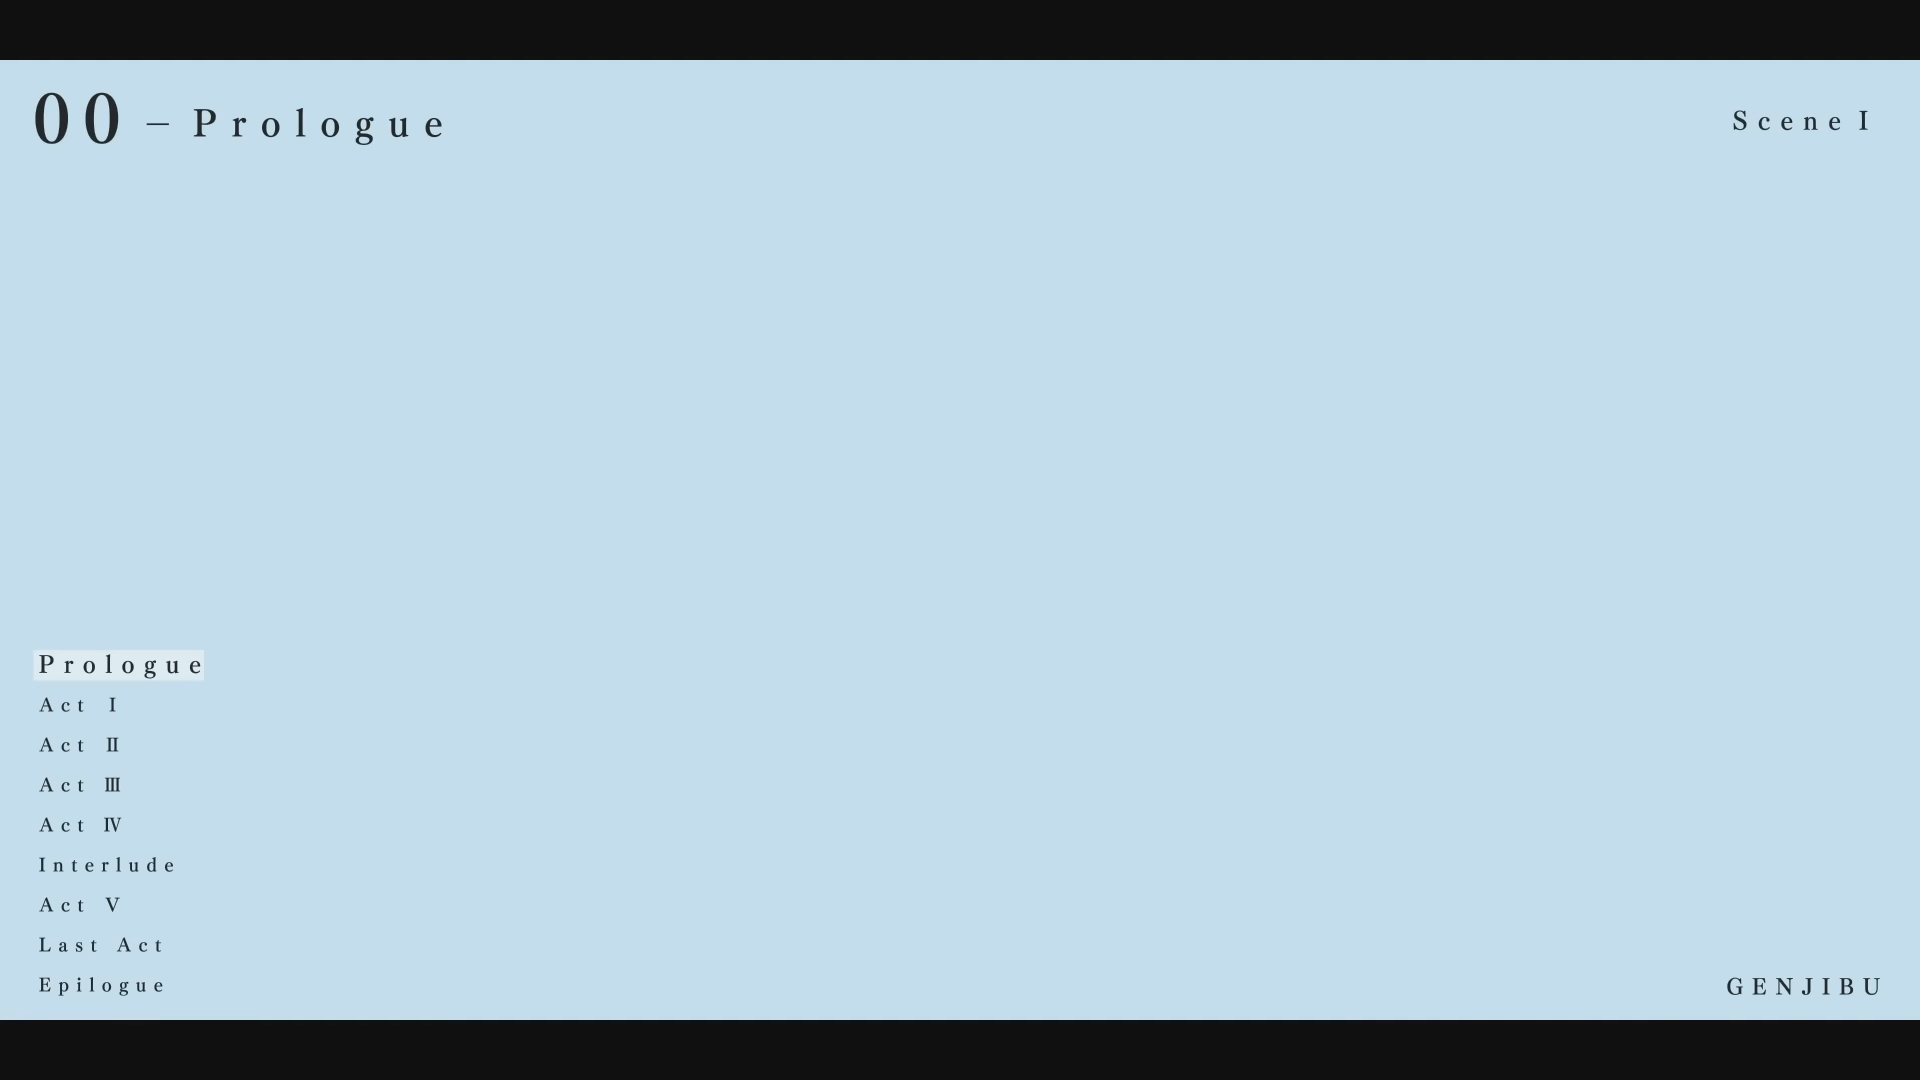 00 – Prologue
Scene I
Prologue
Act Ⅰ
Act Ⅱ
Act Ⅲ
Act Ⅳ
Interlude
Act Ⅴ
Last Act
Epilogue
GENJIBU